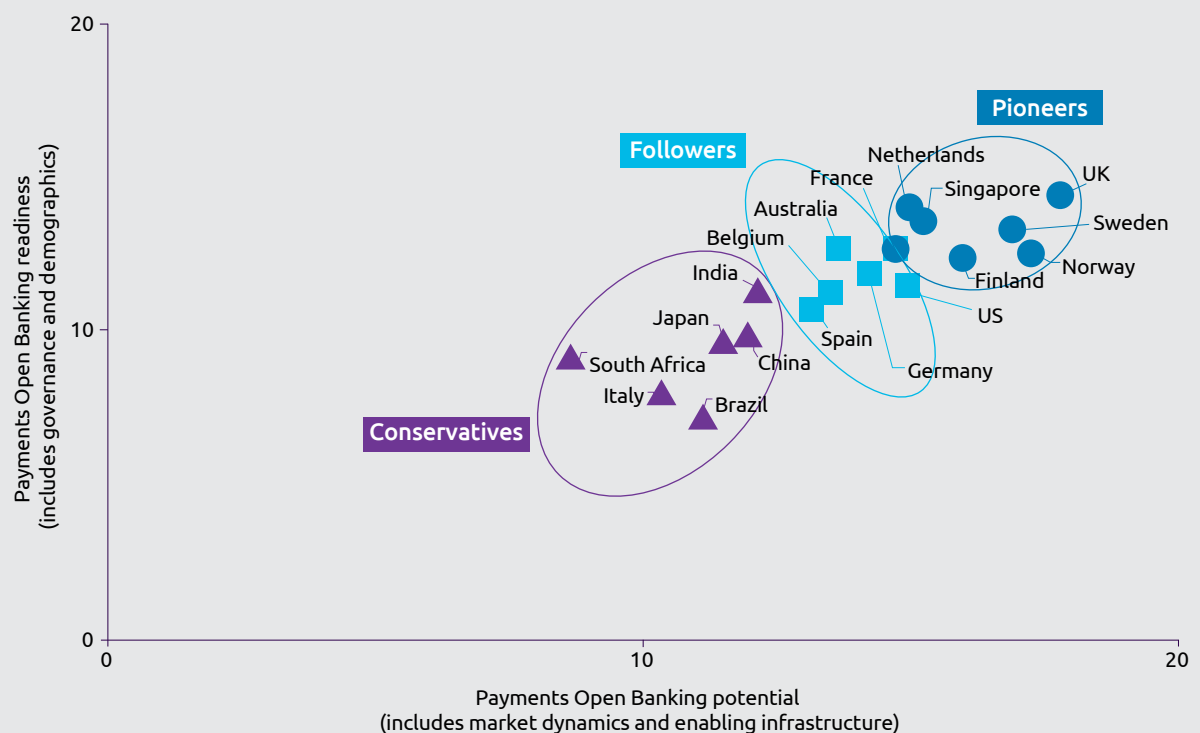 20
Pioneers
Followers
Netherlands
France
Singapore
UK
Australia
Sweden
Belgium
Norway
India
Finland
US
Japan
Spain
South Africa
China
Germany
Italy
Brazil
Conservatives
10
0
0
10
20
Payments Open Banking readiness
(includes governance and demographics)
Payments Open Banking potential
(includes market dynamics and enabling infrastructure)